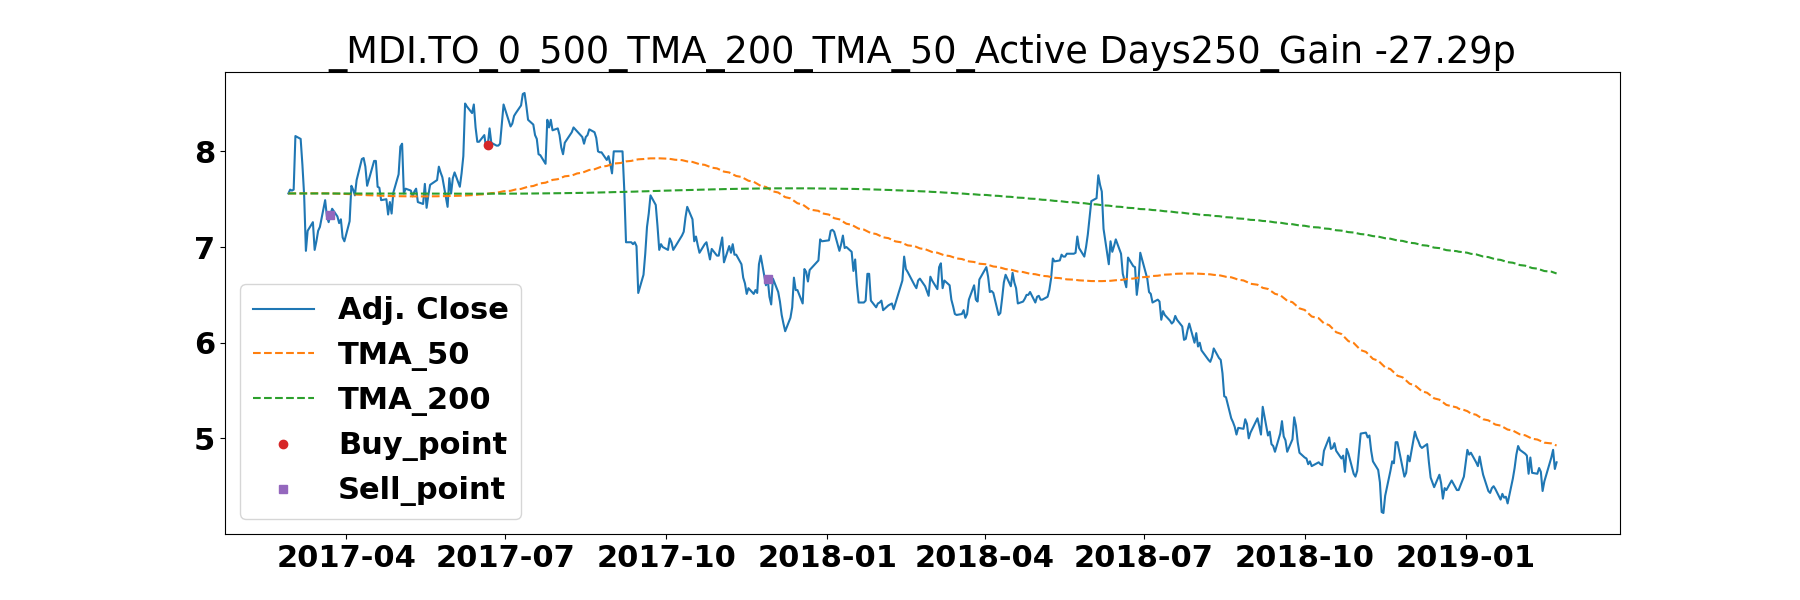 _MDI.TO_0_500_TMA_200_TMA_50_Active Days250_Gain -27.29p
8
7
6
5
Adj. Close
TMA_50
TMA_200
Buy_point
Sell_point
2017-04 2017-07 2017-10 2018-01 2018-04 2018-07 2018-10 2019-01